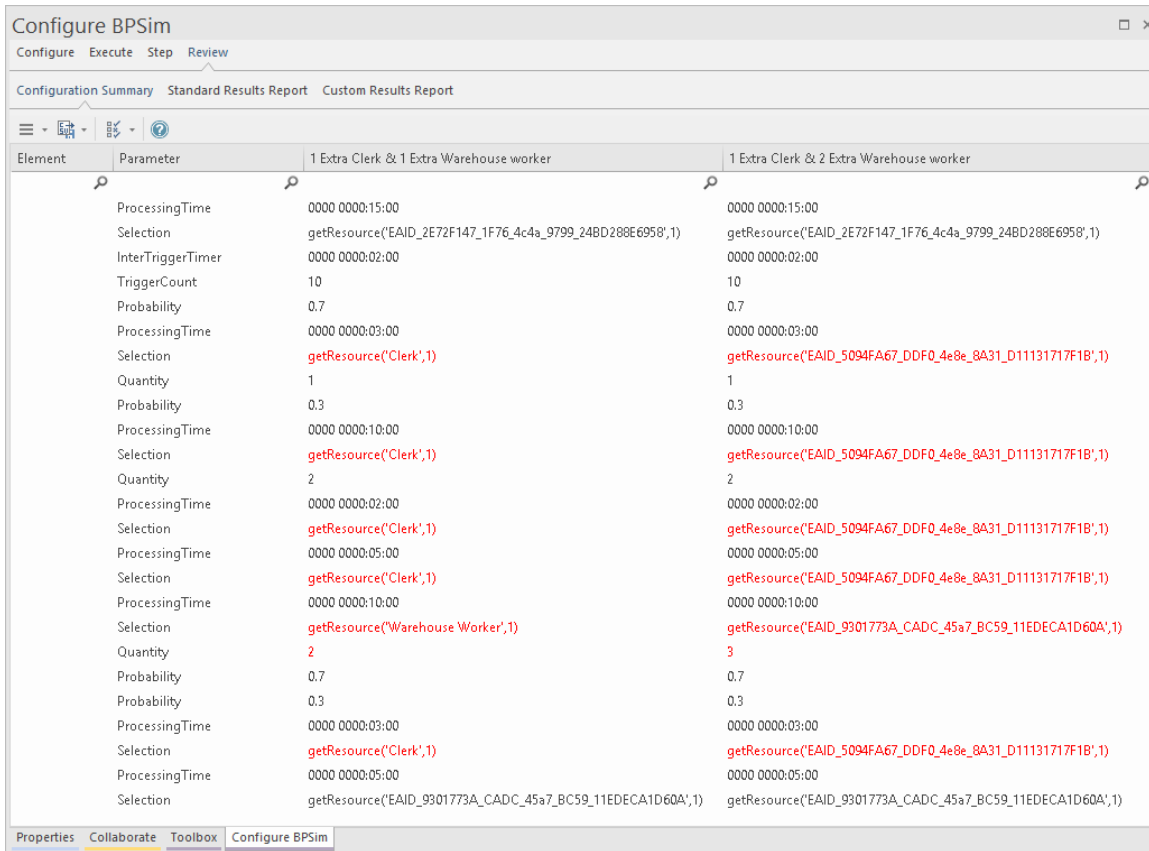 Configure BPSim
Configure Execute Step Review
Configuration Summary Standard Results Report Custom Results Report
Element Parameter 1 Extra Clerk & 1 Extra Warehouse worker 1 Extra Clerk & 2 Extra Warehouse worker
ProcessingTime 0000 0000:15:00 0000 0000:15:00
Selection getResource('EAID_2E72F147_1F76_4c4a_9799_24BD288E6958',1) getResource('EAID_2E72F147_1F76_4c4a_9799_24BD288E6958',1)
InterTriggerTimer 0000 0000:02:00 0000 0000:02:00
TriggerCount 10 10
Probability 0.7 0.7
ProcessingTime 0000 0000:03:00 0000 0000:03:00
Selection getResource('Clerk',1) getResource('EAID_5094FA67_DDF0_4e8e_8A31_D11131717F1B',1)
Quantity 1 1
Probability 0.3 0.3
ProcessingTime 0000 0000:10:00 0000 0000:10:00
Selection getResource('Clerk',1) getResource('EAID_5094FA67_DDF0_4e8e_8A31_D11131717F1B',1)
Quantity 2 2
ProcessingTime 0000 0000:02:00 0000 0000:02:00
Selection getResource('Clerk',1) getResource('EAID_5094FA67_DDF0_4e8e_8A31_D11131717F1B',1)
ProcessingTime 0000 0000:05:00 0000 0000:05:00
Selection getResource('Clerk',1) getResource('EAID_5094FA67_DDF0_4e8e_8A31_D11131717F1B',1)
ProcessingTime 0000 0000:10:00 0000 0000:10:00
Selection getResource('Warehouse Worker',1) getResource('EAID_9301773A_CADC_45a7_BC59_11EDECA1D60A',1)
Quantity 2 3
Probability 0.7 0.7
Probability 0.3 0.3
ProcessingTime 0000 0000:03:00 0000 0000:03:00
Selection getResource('Clerk',1) getResource('EAID_5094FA67_DDF0_4e8e_8A31_D11131717F1B',1)
ProcessingTime 0000 0000:05:00 0000 0000:05:00
Selection getResource('EAID_9301773A_CADC_45a7_BC59_11EDECA1D60A',1) getResource('EAID_9301773A_CADC_45a7_BC59_11EDECA1D60A',1)
Properties Collaborate Toolbox Configure BPSim